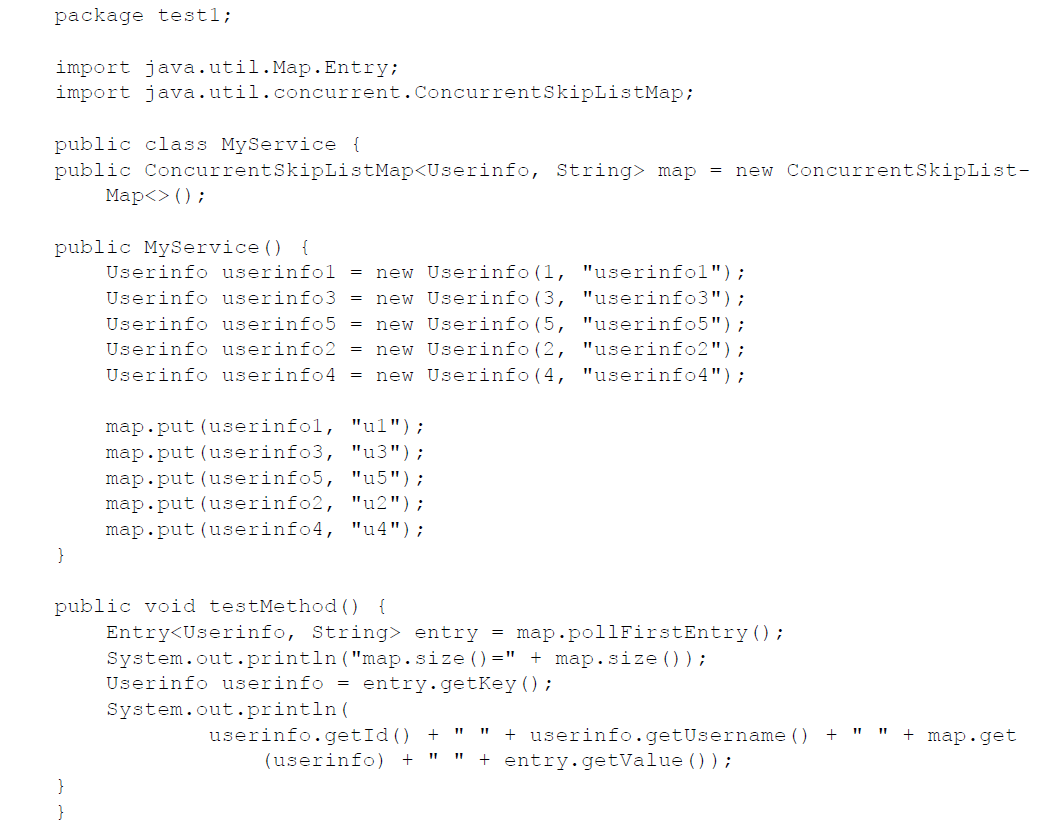 package test1;

import java.util.Map.Entry;
import java.util.concurrent.ConcurrentSkipListMap;

public class MyService {
public ConcurrentSkipListMap<Userinfo, String> map = new ConcurrentSkipList-
    Map<>();

public MyService() {
    Userinfo userinfo1 = new Userinfo(1, "userinfo1");
    Userinfo userinfo3 = new Userinfo(3, "userinfo3");
    Userinfo userinfo5 = new Userinfo(5, "userinfo5");
    Userinfo userinfo2 = new Userinfo(2, "userinfo2");
    Userinfo userinfo4 = new Userinfo(4, "userinfo4");

    map.put(userinfo1, "u1");
    map.put(userinfo3, "u3");
    map.put(userinfo5, "u5");
    map.put(userinfo2, "u2");
    map.put(userinfo4, "u4");
}

public void testMethod() {
    Entry<Userinfo, String> entry = map.pollFirstEntry();
    System.out.println("map.size()=" + map.size());
    Userinfo userinfo = entry.getKey();
    System.out.println(
            userinfo.getId() + " " + userinfo.getUsername() + " " + map.get
                (userinfo) + " " + entry.getValue());
}
}